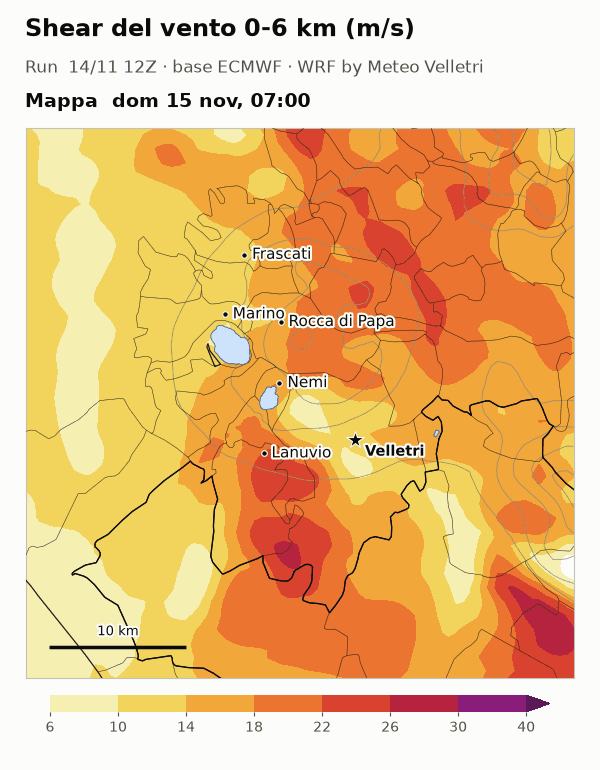 Shear del vento 0-6 km (m/s)
Run  14/11 12Z · base ECMWF · WRF by Meteo Velletri
Mappa  dom 15 nov, 07:00
Frascati
Marino
Rocca di Papa
Nemi
Velletri
Lanuvio
10 km
6 10 14 18 22 26 30 40